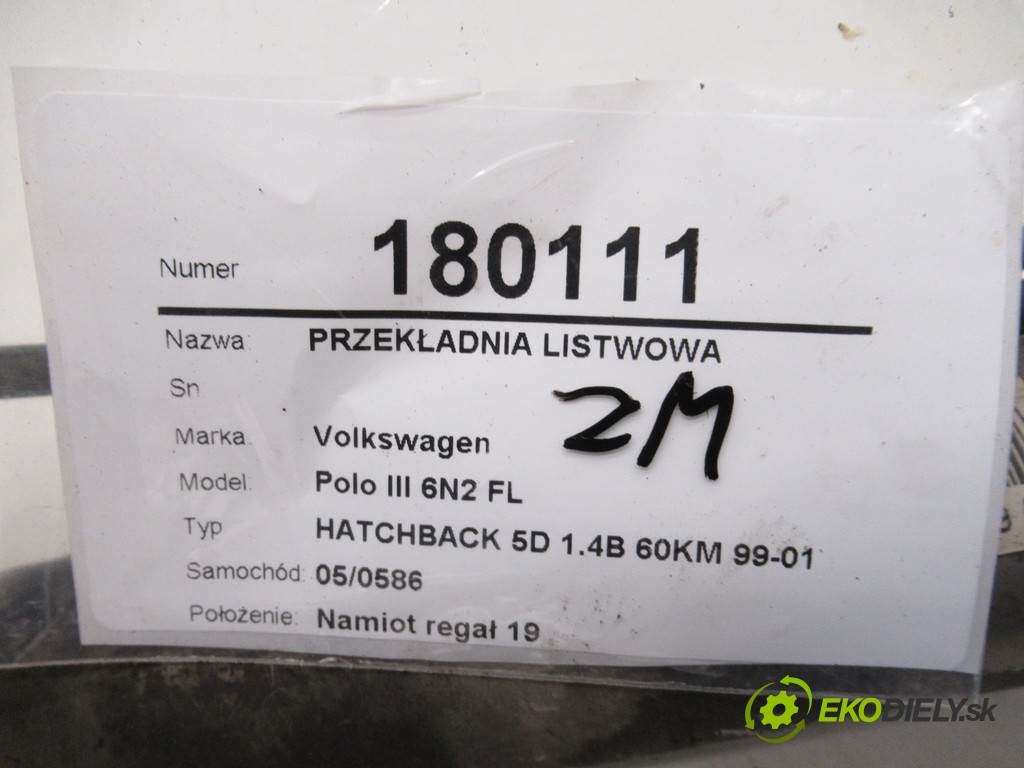 Numer 180111
Nazwa: PRZEKŁADNIA LISTWOWA
Sn
2M
Marka: Volkswagen
Model: Polo III 6N2 FL
Typ HATCHBACK 5D 1.4B 60KM 99-01
Samochód: 05/0586
Położenie: Namiot regał 19
EKODIELY.sk